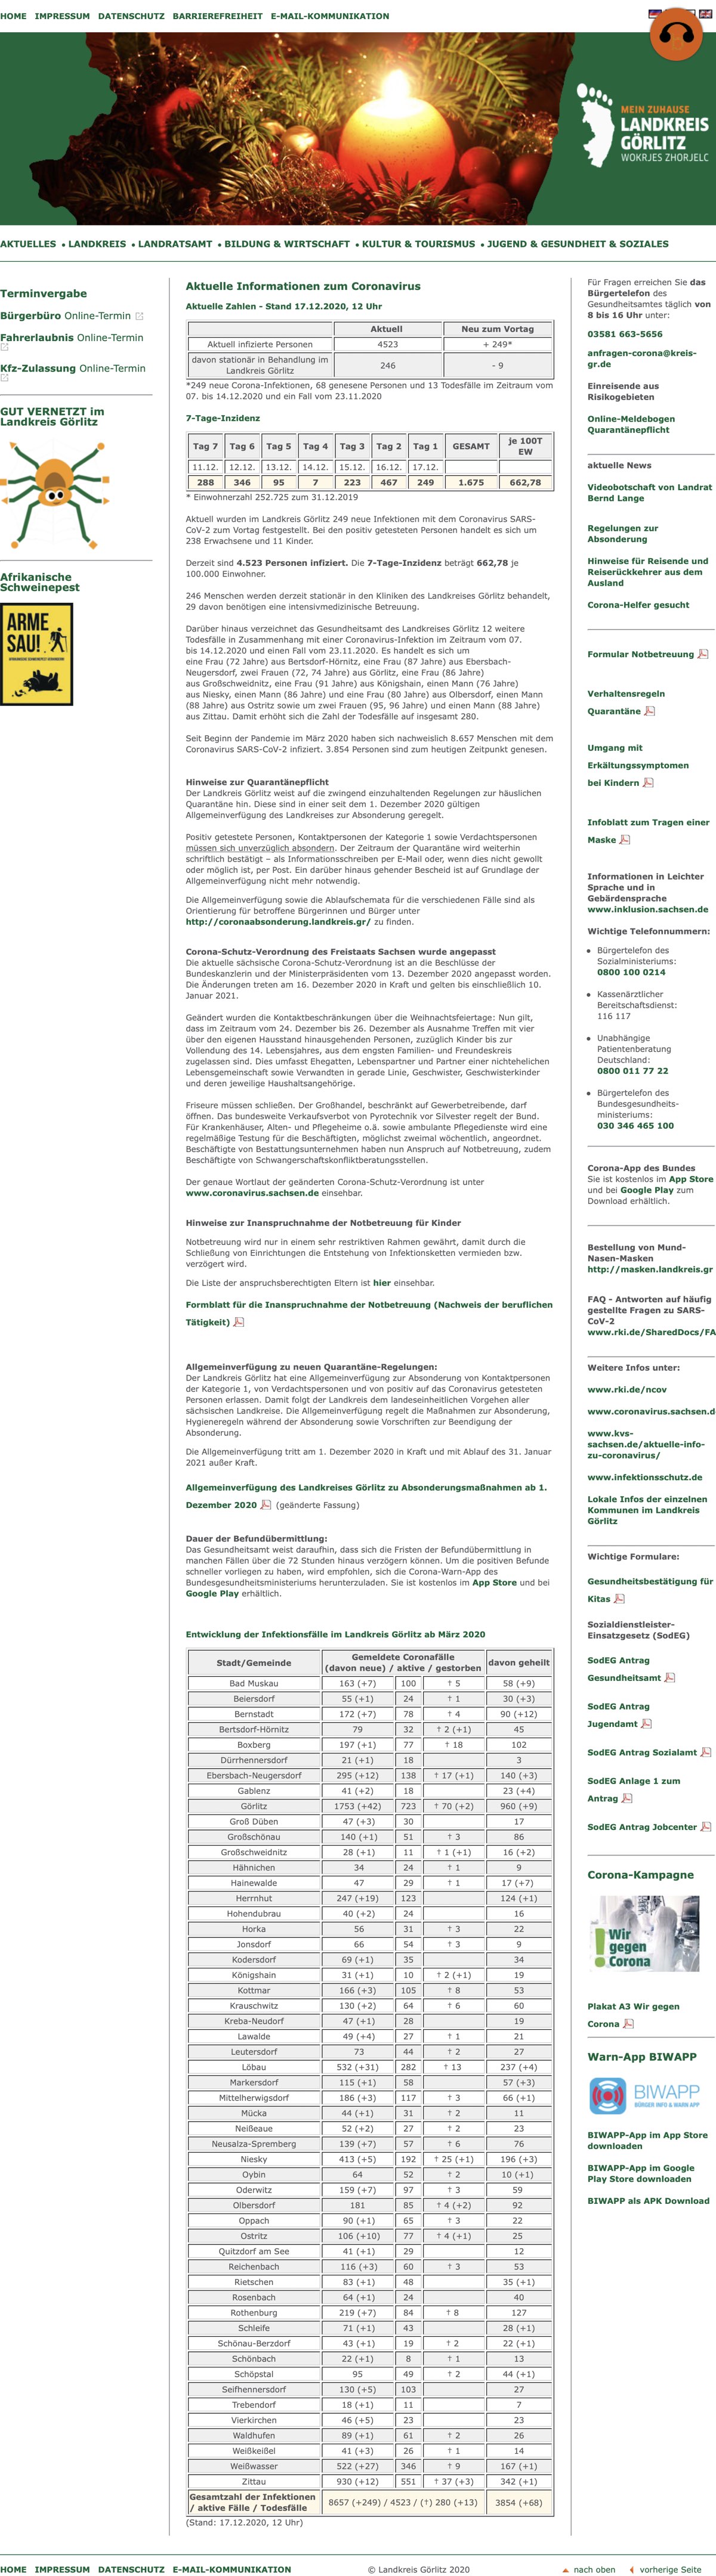 HOME IMPRESSUM DATENSCHUTZ BARRIEREFREIHEIT E-MAIL-KOMMUNIKATION
MEIN ZUHAUSE
LANDKREIS
GÖRLITZ
WOKRJES ZHORJELC
AKTUELLES • LANDKREIS • LANDRATSAMT • BILDUNG & WIRTSCHAFT • KULTUR & TOURISMUS • JUGEND & GESUNDHEIT & SOZIALES
Terminvergabe
Bürgerbüro Online-Termin
Fahrerlaubnis Online-Termin
Kfz-Zulassung Online-Termin
GUT VERNETZT im
Landkreis Görlitz
Afrikanische
Schweinepest
ARME
SAU!
Aktuelle Informationen zum Coronavirus
Aktuelle Zahlen - Stand 17.12.2020, 12 Uhr
Aktuell Neu zum Vortag
Aktuell infizierte Personen 4523 + 249*
davon stationär in Behandlung im
Landkreis Görlitz 246 - 9
*249 neue Corona-Infektionen, 68 genesene Personen und 13 Todesfälle im Zeitraum vom
07. bis 14.12.2020 und ein Fall vom 23.11.2020
7-Tage-Inzidenz
Tag 7 Tag 6 Tag 5 Tag 4 Tag 3 Tag 2 Tag 1 GESAMT je 100T
EW
11.12. 12.12. 13.12. 14.12. 15.12. 16.12. 17.12.
288 346 95 7 223 467 249 1.675 662,78
* Einwohnerzahl 252.725 zum 31.12.2019
Aktuell wurden im Landkreis Görlitz 249 neue Infektionen mit dem Coronavirus SARS-
CoV-2 zum Vortag festgestellt. Bei den positiv getesteten Personen handelt es sich um
238 Erwachsene und 11 Kinder.
Derzeit sind 4.523 Personen infiziert. Die 7-Tage-Inzidenz beträgt 662,78 je
100.000 Einwohner.
246 Menschen werden derzeit stationär in den Kliniken des Landkreises Görlitz behandelt,
29 davon benötigen eine intensivmedizinische Betreuung.
Darüber hinaus verzeichnet das Gesundheitsamt des Landkreises Görlitz 12 weitere
Todesfälle in Zusammenhang mit einer Coronavirus-Infektion im Zeitraum vom 07.
bis 14.12.2020 und einen Fall vom 23.11.2020. Es handelt es sich um
eine Frau (72 Jahre) aus Bertsdorf-Hörnitz, eine Frau (87 Jahre) aus Ebersbach-
Neugersdorf, zwei Frauen (72, 74 Jahre) aus Görlitz, eine Frau (86 Jahre)
aus Großschweidnitz, eine Frau (91 Jahre) aus Königshain, einen Mann (76 Jahre)
aus Niesky, einen Mann (86 Jahre) und eine Frau (80 Jahre) aus Olbersdorf, einen Mann
(88 Jahre) aus Ostritz sowie um zwei Frauen (95, 96 Jahre) und einen Mann (88 Jahre)
aus Zittau. Damit erhöht sich die Zahl der Todesfälle auf insgesamt 280.
Seit Beginn der Pandemie im März 2020 haben sich nachweislich 8.657 Menschen mit dem
Coronavirus SARS-CoV-2 infiziert. 3.854 Personen sind zum heutigen Zeitpunkt genesen.
Hinweise zur Quarantänepflicht
Der Landkreis Görlitz weist auf die zwingend einzuhaltenden Regelungen zur häuslichen
Quarantäne hin. Diese sind in einer seit dem 1. Dezember 2020 gültigen
Allgemeinverfügung des Landkreises zur Absonderung geregelt.
Positiv getestete Personen, Kontaktpersonen der Kategorie 1 sowie Verdachtspersonen
müssen sich unverzüglich absondern. Der Zeitraum der Quarantäne wird weiterhin
schriftlich bestätigt – als Informationsschreiben per E-Mail oder, wenn dies nicht gewollt
oder möglich ist, per Post. Ein darüber hinaus gehender Bescheid ist auf Grundlage der
Allgemeinverfügung nicht mehr notwendig.
Die Allgemeinverfügung sowie die Ablaufschemata für die verschiedenen Fälle sind als
Orientierung für betroffene Bürgerinnen und Bürger unter
http://coronaabsonderung.landkreis.gr/ zu finden.
Corona-Schutz-Verordnung des Freistaats Sachsen wurde angepasst
Die aktuelle sächsische Corona-Schutz-Verordnung ist an die Beschlüsse der
Bundeskanzlerin und der Ministerpräsidenten vom 13. Dezember 2020 angepasst worden.
Die Änderungen treten am 16. Dezember 2020 in Kraft und gelten bis einschließlich 10.
Januar 2021.
Geändert wurden die Kontaktbeschränkungen über die Weihnachtsfeiertage: Nun gilt,
dass im Zeitraum vom 24. Dezember bis 26. Dezember als Ausnahme Treffen mit vier
über den eigenen Hausstand hinausgehenden Personen, zuzüglich Kinder bis zur
Vollendung des 14. Lebensjahres, aus dem engsten Familien- und Freundeskreis
zugelassen sind. Dies umfasst Ehegatten, Lebenspartner und Partner einer nichtehelichen
Lebensgemeinschaft sowie Verwandten in gerade Linie, Geschwister, Geschwisterkinder
und deren jeweilige Haushaltsangehörige.
Friseure müssen schließen. Der Großhandel, beschränkt auf Gewerbetreibende, darf
öffnen. Das bundesweite Verkaufsverbot von Pyrotechnik vor Silvester regelt der Bund.
Für Krankenhäuser, Alten- und Pflegeheime o.ä. sowie ambulante Pflegedienste wird eine
regelmäßige Testung für die Beschäftigten, möglichst zweimal wöchentlich, angeordnet.
Beschäftigte von Bestattungsunternehmen haben nun Anspruch auf Notbetreuung, zudem
Beschäftigte von Schwangerschaftskonfliktberatungsstellen.
Der genaue Wortlaut der geänderten Corona-Schutz-Verordnung ist unter
www.coronavirus.sachsen.de einsehbar.
Hinweise zur Inanspruchnahme der Notbetreuung für Kinder
Notbetreuung wird nur in einem sehr restriktiven Rahmen gewährt, damit durch die
Schließung von Einrichtungen die Entstehung von Infektionsketten vermieden bzw.
verzögert wird.
Die Liste der anspruchsberechtigten Eltern ist hier einsehbar.
Formblatt für die Inanspruchnahme der Notbetreuung (Nachweis der beruflichen
Tätigkeit)
Allgemeinverfügung zu neuen Quarantäne-Regelungen:
Der Landkreis Görlitz hat eine Allgemeinverfügung zur Absonderung von Kontaktpersonen
der Kategorie 1, von Verdachtspersonen und von positiv auf das Coronavirus getesteten
Personen erlassen. Damit folgt der Landkreis dem landeseinheitlichen Vorgehen aller
sächsischen Landkreise. Die Allgemeinverfügung regelt die Maßnahmen zur Absonderung,
Hygieneregeln während der Absonderung sowie Vorschriften zur Beendigung der
Absonderung.
Die Allgemeinverfügung tritt am 1. Dezember 2020 in Kraft und mit Ablauf des 31. Januar
2021 außer Kraft.
Allgemeinverfügung des Landkreises Görlitz zu Absonderungsmaßnahmen ab 1.
Dezember 2020 (geänderte Fassung)
Dauer der Befundübermittlung:
Das Gesundheitsamt weist daraufhin, dass sich die Fristen der Befundübermittlung in
manchen Fällen über die 72 Stunden hinaus verzögern können. Um die positiven Befunde
schneller vorliegen zu haben, wird empfohlen, sich die Corona-Warn-App des
Bundesgesundheitsministeriums herunterzuladen. Sie ist kostenlos im App Store und bei
Google Play erhältlich.
Entwicklung der Infektionsfälle im Landkreis Görlitz ab März 2020
Stadt/Gemeinde Gemeldete Coronafälle
(davon neue) / aktive / gestorben davon geheilt
Bad Muskau 163 (+7) 100 † 5 58 (+9)
Beiersdorf 55 (+1) 24 † 1 30 (+3)
Bernstadt 172 (+7) 78 † 4 90 (+12)
Bertsdorf-Hörnitz 79 32 † 2 (+1) 45
Boxberg 197 (+1) 77 † 18 102
Dürrhennersdorf 21 (+1) 18 3
Ebersbach-Neugersdorf 295 (+12) 138 † 17 (+1) 140 (+3)
Gablenz 41 (+2) 18 23 (+4)
Görlitz 1753 (+42) 723 † 70 (+2) 960 (+9)
Groß Düben 47 (+3) 30 17
Großschönau 140 (+1) 51 † 3 86
Großschweidnitz 28 (+1) 11 † 1 (+1) 16 (+2)
Hähnichen 34 24 † 1 9
Hainewalde 47 29 † 1 17 (+7)
Herrnhut 247 (+19) 123 124 (+1)
Hohendubrau 40 (+2) 24 16
Horka 56 31 † 3 22
Jonsdorf 66 54 † 3 9
Kodersdorf 69 (+1) 35 34
Königshain 31 (+1) 10 † 2 (+1) 19
Kottmar 166 (+3) 105 † 8 53
Krauschwitz 130 (+2) 64 † 6 60
Kreba-Neudorf 47 (+1) 28 19
Lawalde 49 (+4) 27 † 1 21
Leutersdorf 73 44 † 2 27
Löbau 532 (+31) 282 † 13 237 (+4)
Markersdorf 115 (+1) 58 57 (+3)
Mittelherwigsdorf 186 (+3) 117 † 3 66 (+1)
Mücka 44 (+1) 31 † 2 11
Neißeaue 52 (+2) 27 † 2 23
Neusalza-Spremberg 139 (+7) 57 † 6 76
Niesky 413 (+5) 192 † 25 (+1) 196 (+3)
Oybin 64 52 † 2 10 (+1)
Oderwitz 159 (+7) 97 † 3 59
Olbersdorf 181 85 † 4 (+2) 92
Oppach 90 (+1) 65 † 3 22
Ostritz 106 (+10) 77 † 4 (+1) 25
Quitzdorf am See 41 (+1) 29 12
Reichenbach 116 (+3) 60 † 3 53
Rietschen 83 (+1) 48 35 (+1)
Rosenbach 64 (+1) 24 40
Rothenburg 219 (+7) 84 † 8 127
Schleife 71 (+1) 43 28 (+1)
Schönau-Berzdorf 43 (+1) 19 † 2 22 (+1)
Schönbach 22 (+1) 8 † 1 13
Schöpstal 95 49 † 2 44 (+1)
Seifhennersdorf 130 (+5) 103 27
Trebendorf 18 (+1) 11 7
Vierkirchen 46 (+5) 23 23
Waldhufen 89 (+1) 61 † 2 26
Weißkeißel 41 (+3) 26 † 1 14
Weißwasser 522 (+27) 346 † 9 167 (+1)
Zittau 930 (+12) 551 † 37 (+3) 342 (+1)
Gesamtzahl der Infektionen
/ aktive Fälle / Todesfälle 8657 (+249) / 4523 / (†) 280 (+13) 3854 (+68)
(Stand: 17.12.2020, 12 Uhr)
Für Fragen erreichen Sie das
Bürgertelefon des
Gesundheitsamtes täglich von
8 bis 16 Uhr unter:
03581 663-5656
anfragen-corona@kreis-
gr.de
Einreisende aus
Risikogebieten
Online-Meldebogen
Quarantänepflicht
aktuelle News
Videobotschaft von Landrat
Bernd Lange
Regelungen zur
Absonderung
Hinweise für Reisende und
Reiserückkehrer aus dem
Ausland
Corona-Helfer gesucht
Formular Notbetreuung
Verhaltensregeln
Quarantäne
Umgang mit
Erkältungssymptomen
bei Kindern
Infoblatt zum Tragen einer
Maske
Informationen in Leichter
Sprache und in
Gebärdensprache
www.inklusion.sachsen.de
Wichtige Telefonnummern:
• Bürgertelefon des
Sozialministeriums:
0800 100 0214
• Kassenärztlicher
Bereitschaftsdienst:
116 117
• Unabhängige
Patientenberatung
Deutschland:
0800 011 77 22
• Bürgertelefon des
Bundesgesundheits-
ministeriums:
030 346 465 100
Corona-App des Bundes
Sie ist kostenlos im App Store
und bei Google Play zum
Download erhältlich.
Bestellung von Mund-
Nasen-Masken
http://masken.landkreis.gr
FAQ - Antworten auf häufig
gestellte Fragen zu SARS-
CoV-2
www.rki.de/SharedDocs/FA
Weitere Infos unter:
www.rki.de/ncov
www.coronavirus.sachsen.d
www.kvs-
sachsen.de/aktuelle-info-
zu-coronavirus/
www.infektionsschutz.de
Lokale Infos der einzelnen
Kommunen im Landkreis
Görlitz
Wichtige Formulare:
Gesundheitsbestätigung für
Kitas
Sozialdienstleister-
Einsatzgesetz (SodEG)
SodEG Antrag
Gesundheitsamt
SodEG Antrag
Jugendamt
SodEG Antrag Sozialamt
SodEG Anlage 1 zum
Antrag
SodEG Antrag Jobcenter
Corona-Kampagne
Wir
gegen
Corona
Plakat A3 Wir gegen
Corona
Warn-App BIWAPP
BIWAPP
BÜRGER INFO & WARN APP
BIWAPP-App im App Store
downloaden
BIWAPP-App im Google
Play Store downloaden
BIWAPP als APK Download
HOME IMPRESSUM DATENSCHUTZ E-MAIL-KOMMUNIKATION © Landkreis Görlitz 2020 nach oben vorherige Seite